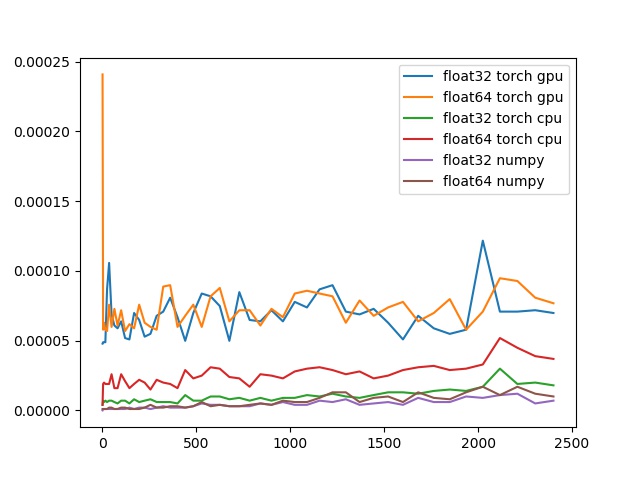 0.00025
0.00020
0.00015
0.00010
0.00005
0.00000
0
500
1000
1500
2000
2500
float32 torch gpu
float64 torch gpu
float32 torch cpu
float64 torch cpu
float32 numpy
float64 numpy